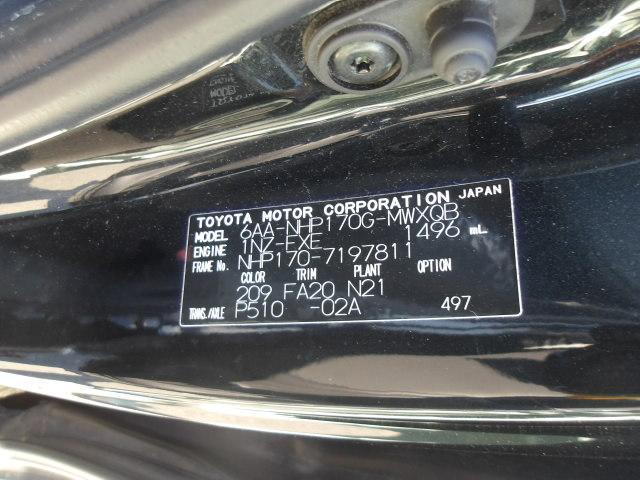 TOYOTA MOTOR CORPORATION JAPAN
MODEL 6AA-NHP170G-MWXQB
ENGINE 1NZ-EXE 1496 mL
FRAME No. NHP170-7197811
COLOR TRIM PLANT OPTION
209 FA20 N21
TRANS./AXLE P510 -02A 497